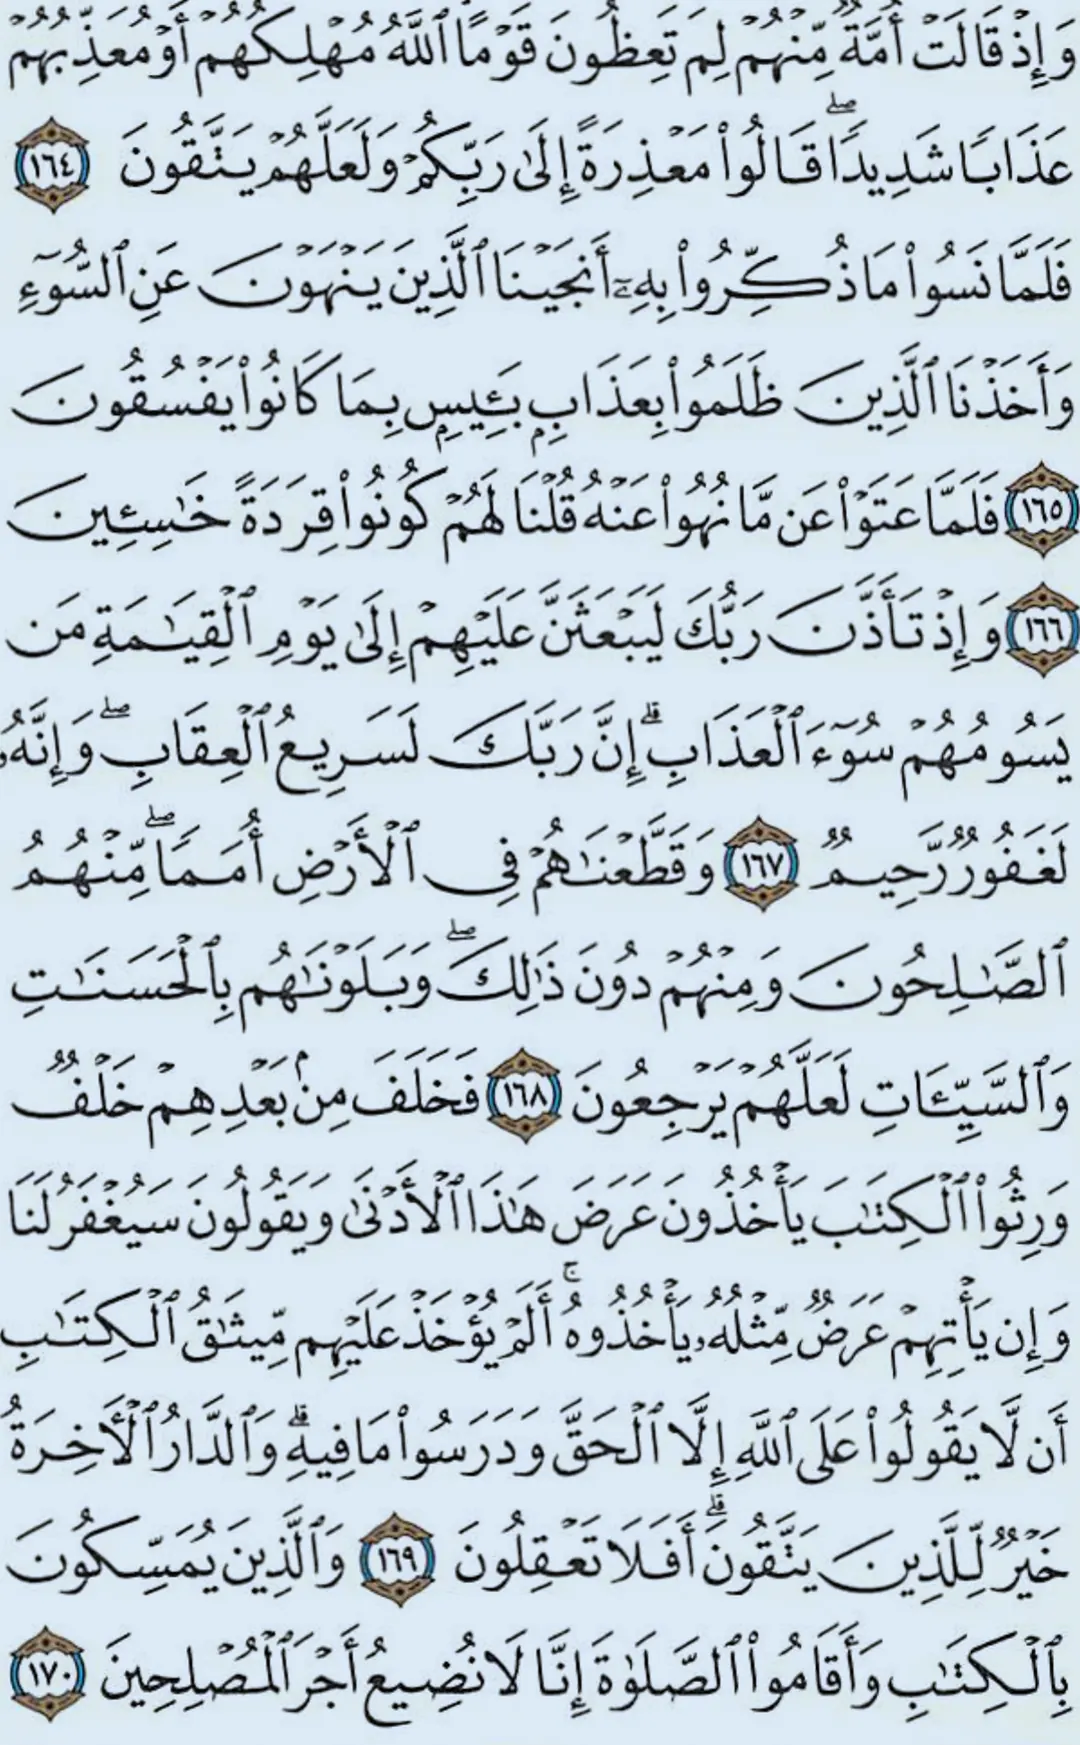 وَإِذْ قَالَتْ أُمَّةٌ مِّنْهُمْ لِمَ تَعِظُونَ قَوْمًا ٱللَّهُ مُهْلِكُهُمْ أَوْ مُعَذِّبُهُمْ
عَذَابًا شَدِيدًا ۖ قَالُوا۟ مَعْذِرَةً إِلَىٰ رَبِّكُمْ وَلَعَلَّهُمْ يَتَّقُونَ ١٦٤
فَلَمَّا نَسُوا۟ مَا ذُكِّرُوا۟ بِهِۦٓ أَنجَيْنَا ٱلَّذِينَ يَنْهَوْنَ عَنِ ٱلسُّوٓءِ
وَأَخَذْنَا ٱلَّذِينَ ظَلَمُوا۟ بِعَذَابٍۭ بَـِٔيسٍۭ بِمَا كَانُوا۟ يَفْسُقُونَ
١٦٥ فَلَمَّا عَتَوْا۟ عَن مَّا نُهُوا۟ عَنْهُ قُلْنَا لَهُمْ كُونُوا۟ قِرَدَةً خَـٰسِـِٔينَ
١٦٦ وَإِذْ تَأَذَّنَ رَبُّكَ لَيَبْعَثَنَّ عَلَيْهِمْ إِلَىٰ يَوْمِ ٱلْقِيَـٰمَةِ مَن
يَسُومُهُمْ سُوٓءَ ٱلْعَذَابِ ۗ إِنَّ رَبَّكَ لَسَرِيعُ ٱلْعِقَابِ ۖ وَإِنَّهُۥ
لَغَفُورٌ رَّحِيمٌ ١٦٧ وَقَطَّعْنَـٰهُمْ فِى ٱلْأَرْضِ أُمَمًا ۖ مِّنْهُمُ
ٱلصَّـٰلِحُونَ وَمِنْهُمْ دُونَ ذَٰلِكَ ۖ وَبَلَوْنَـٰهُم بِٱلْحَسَنَـٰتِ
وَٱلسَّيِّـَٔاتِ لَعَلَّهُمْ يَرْجِعُونَ ١٦٨ فَخَلَفَ مِنۢ بَعْدِهِمْ خَلْفٌ
وَرِثُوا۟ ٱلْكِتَـٰبَ يَأْخُذُونَ عَرَضَ هَـٰذَا ٱلْأَدْنَىٰ وَيَقُولُونَ سَيُغْفَرُ لَنَا
وَإِن يَأْتِهِمْ عَرَضٌ مِّثْلُهُۥ يَأْخُذُوهُ ۚ أَلَمْ يُؤْخَذْ عَلَيْهِم مِّيثَـٰقُ ٱلْكِتَـٰبِ
أَن لَّا يَقُولُوا۟ عَلَى ٱللَّهِ إِلَّا ٱلْحَقَّ وَدَرَسُوا۟ مَا فِيهِ ۗ وَٱلدَّارُ ٱلْـَٔاخِرَةُ
خَيْرٌ لِّلَّذِينَ يَتَّقُونَ ۗ أَفَلَا تَعْقِلُونَ ١٦٩ وَٱلَّذِينَ يُمَسِّكُونَ
بِٱلْكِتَـٰبِ وَأَقَامُوا۟ ٱلصَّلَوٰةَ إِنَّا لَا نُضِيعُ أَجْرَ ٱلْمُصْلِحِينَ ١٧٠